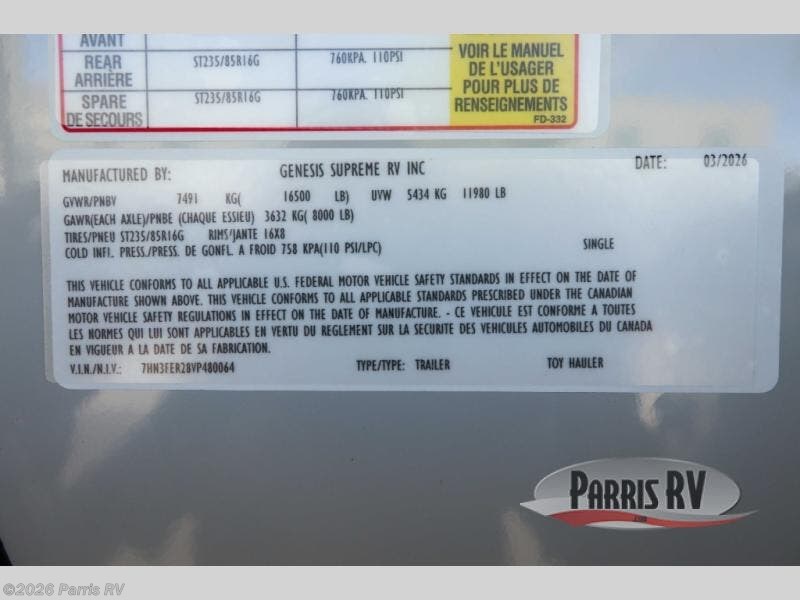 AVANT
REAR ST235/85R16G 760KPA. 110PSI
ARRIÈRE
SPARE ST235/85R16G 760KPA. 110PSI
DE SECOURS
VOIR LE MANUEL
DE L'USAGER
POUR PLUS DE
RENSEIGNEMENTS
FD-332
MANUFACTURED BY: GENESIS SUPREME RV INC DATE: 03/2026
GVWR/PNBV 7491 KG( 16500 LB) UVW 5434 KG 11980 LB
GAWR(EACH AXLE)/PNBE (CHAQUE ESSIEU) 3632 KG( 8000 LB)
TIRES/PNEU ST235/85R16G RIMS/JANTE 16X8
COLD INFL. PRESS./PRESS. DE GONFL. A FROID 758 KPA(110 PSI/LPC) SINGLE
THIS VEHICLE CONFORMS TO ALL APPLICABLE U.S. FEDERAL MOTOR VEHICLE SAFETY STANDARDS IN EFFECT ON THE DATE OF
MANUFACTURE SHOWN ABOVE. THIS VEHICLE CONFORMS TO ALL APPLICABLE STANDARDS PRESCRIBED UNDER THE CANADIAN
MOTOR VEHICLE SAFETY REGULATIONS IN EFFECT ON THE DATE OF MANUFACTURE. - CE VEHICULE EST CONFORME A TOUTES
LES NORMES QUI LUI SONT APPLICABLES EN VERTU DU REGLEMENT SUR LA SECURITE DES VEHICULES AUTOMOBILES DU CANADA
EN VIGUEUR A LA DATE DE SA FABRICATION.
V.I.N./N.I.V.: 7HN3FER28VP480064 TYPE/TYPE: TRAILER TOY HAULER
PARRIS RV
©2026 Parris RV